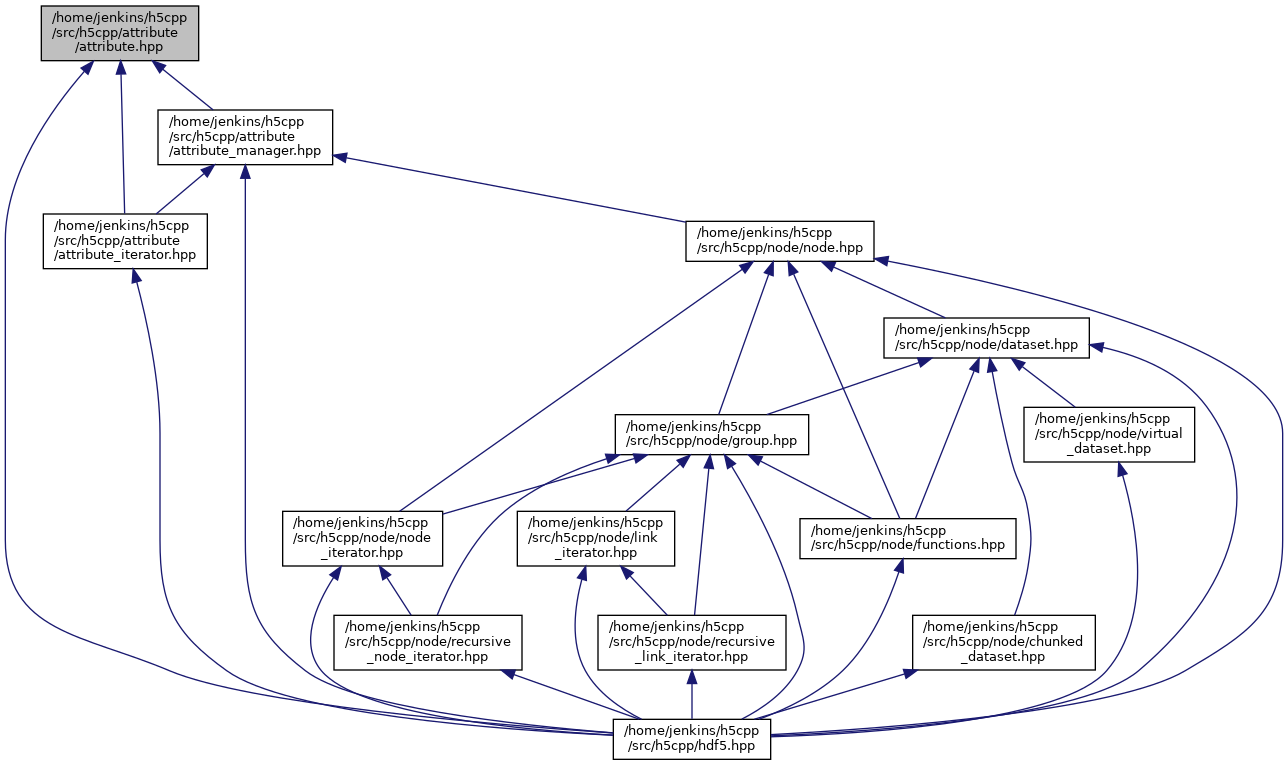 /home/jenkins/h5cpp
/src/h5cpp/attribute
/attribute.hpp
/home/jenkins/h5cpp
/src/h5cpp/attribute
/attribute_manager.hpp
/home/jenkins/h5cpp
/src/h5cpp/attribute
/attribute_iterator.hpp
/home/jenkins/h5cpp
/src/h5cpp/node/node.hpp
/home/jenkins/h5cpp
/src/h5cpp/node/dataset.hpp
/home/jenkins/h5cpp
/src/h5cpp/node/group.hpp
/home/jenkins/h5cpp
/src/h5cpp/node/virtual
_dataset.hpp
/home/jenkins/h5cpp
/src/h5cpp/node/node
_iterator.hpp
/home/jenkins/h5cpp
/src/h5cpp/node/link
_iterator.hpp
/home/jenkins/h5cpp
/src/h5cpp/node/functions.hpp
/home/jenkins/h5cpp
/src/h5cpp/node/recursive
_node_iterator.hpp
/home/jenkins/h5cpp
/src/h5cpp/node/recursive
_link_iterator.hpp
/home/jenkins/h5cpp
/src/h5cpp/node/chunked
_dataset.hpp
/home/jenkins/h5cpp
/src/h5cpp/hdf5.hpp